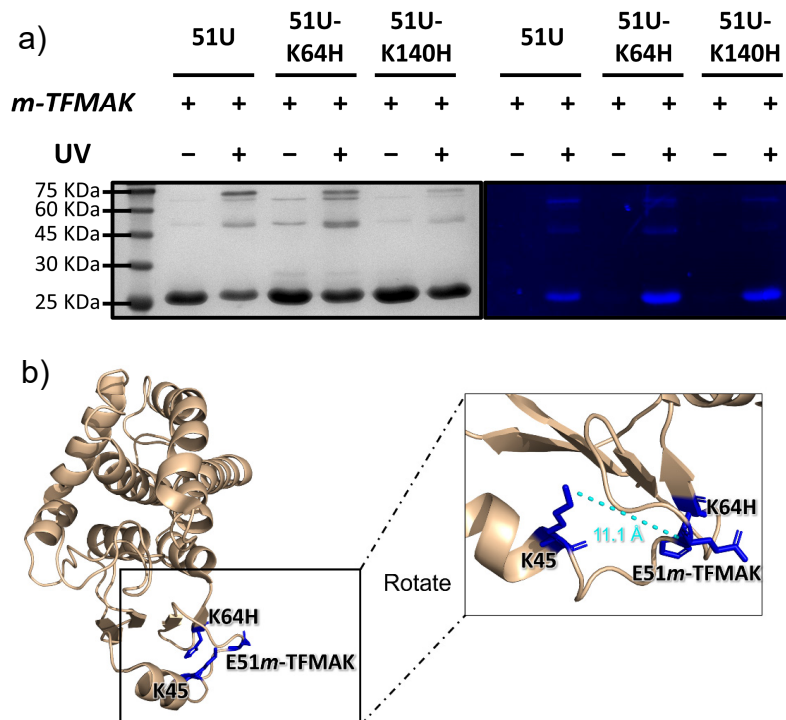 a)
51U 51U-K64H 51U-K140H 51U 51U-K64H 51U-K140H
m-TFMAK + + + + + + + + + + + +
UV − + − + − + − + − + − +
75 KDa
60 KDa
45 KDa
30 KDa
25 KDa
b)
K64H
E51m-TFMAK
K45
Rotate
K64H
11.1 Å
K45
E51m-TFMAK